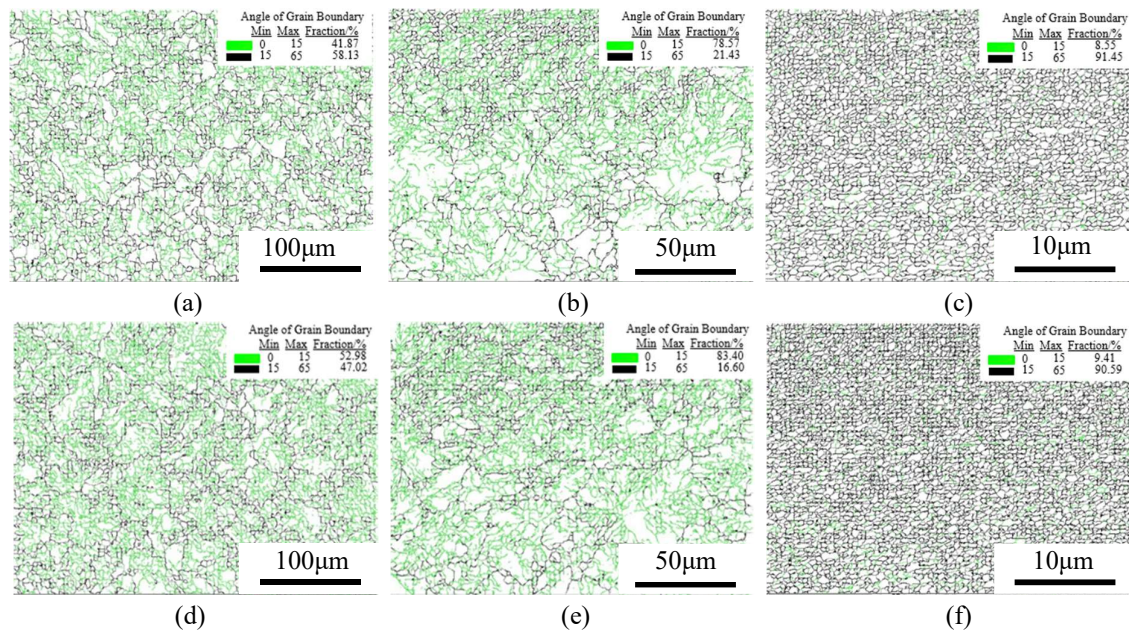 Angle of Grain Boundary
Min Max Fraction/%
0 15 41.87
15 65 58.13
100μm
(a)
Angle of Grain Boundary
Min Max Fraction/%
0 15 78.57
15 65 21.43
50μm
(b)
Angle of Grain Boundary
Min Max Fraction/%
0 15 8.55
15 65 91.45
10μm
(c)
Angle of Grain Boundary
Min Max Fraction/%
0 15 52.98
15 65 47.02
100μm
(d)
Angle of Grain Boundary
Min Max Fraction/%
0 15 83.40
15 65 16.60
50μm
(e)
Angle of Grain Boundary
Min Max Fraction/%
0 15 9.41
15 65 90.59
10μm
(f)